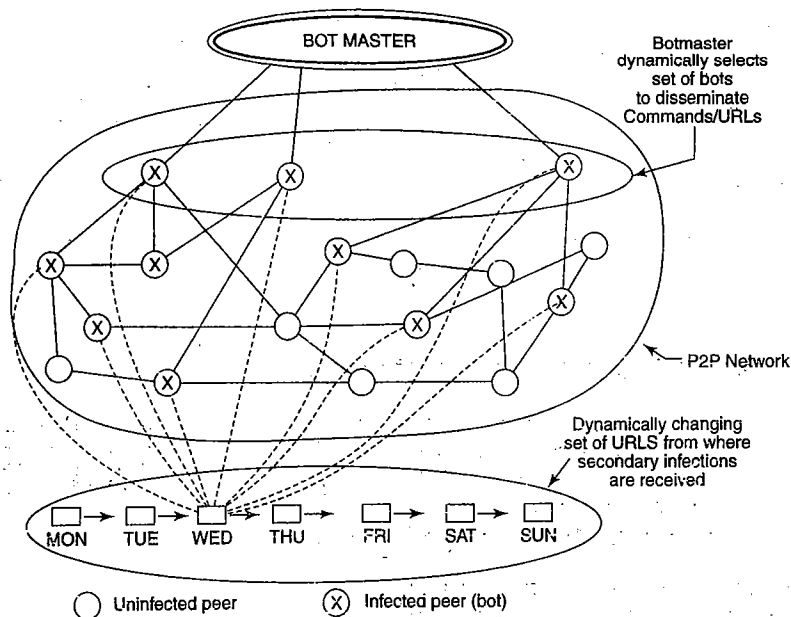 BOT MASTER
Botmaster
dynamically selects
set of bots
to disseminate
Commands/URLs
X
X
X
X
X
X
X
X
X
X
P2P Network
Dynamically changing
set of URLS from where
secondary infections
are received
MON
TUE
WED
THU
FRI
SAT
SUN
Uninfected peer
X
Infected peer (bot)